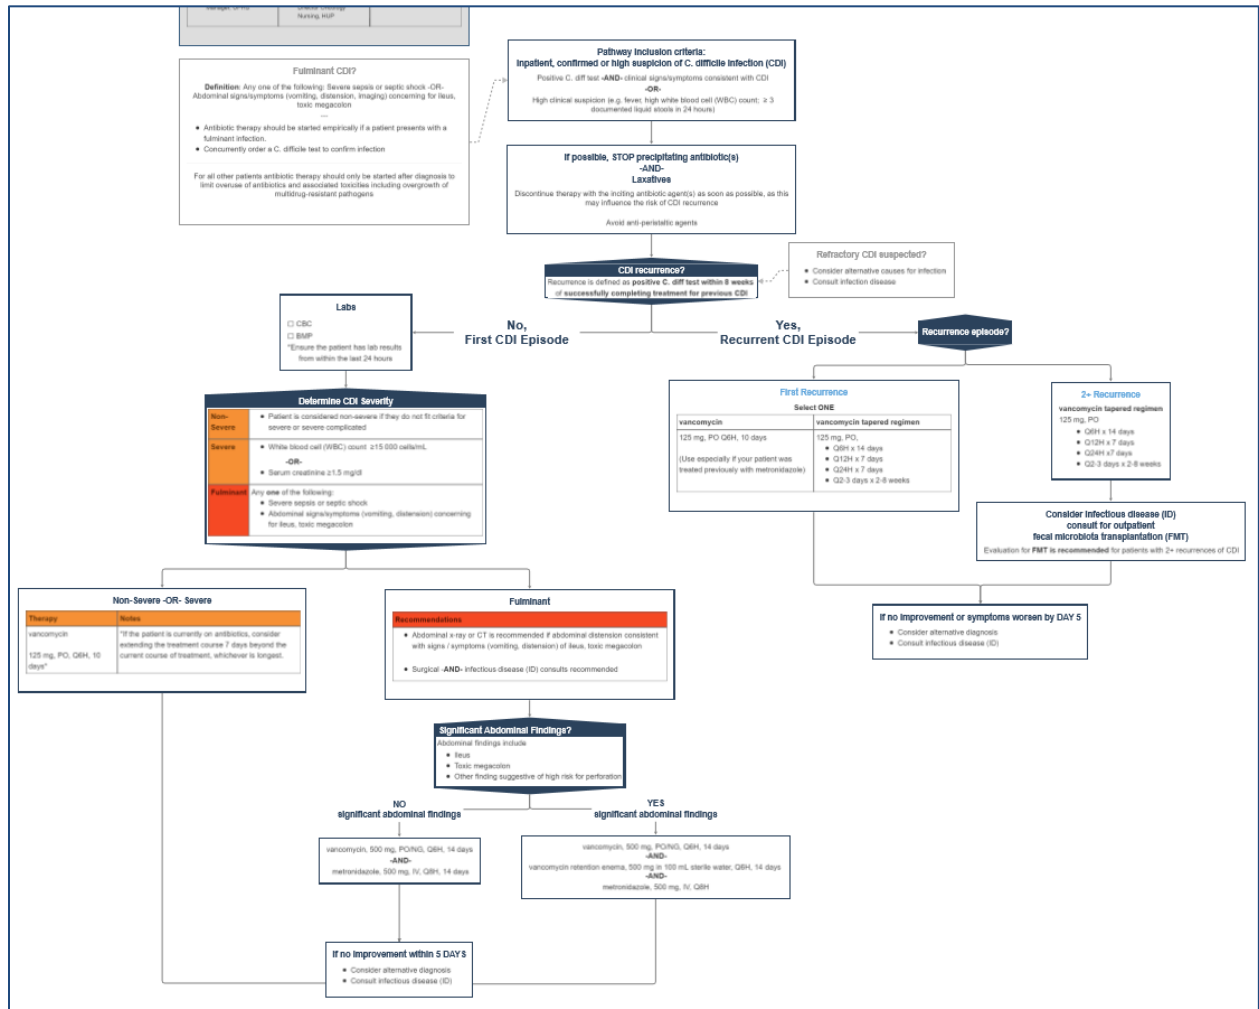 Manager, UPHS
Director Oncology
Nursing, HUP
Fulminant CDI?
Definition: Any one of the following: Severe sepsis or septic shock -OR-
Abdominal signs/symptoms (vomiting, distension, imaging) concerning for ileus,
toxic megacolon
---
Antibiotic therapy should be started empirically if a patient presents with a
fulminant infection.
Concurrently order a C. difficile test to confirm infection
For all other patients antibiotic therapy should only be started after diagnosis to
limit overuse of antibiotics and associated toxicities including overgrowth of
multidrug-resistant pathogens
Pathway inclusion criteria:
Inpatient, confirmed or high suspicion of C. difficile infection (CDI)
Positive C. diff test -AND- clinical signs/symptoms consistent with CDI
-OR-
High clinical suspicion (e.g. fever, high white blood cell (WBC) count; ≥ 3
documented liquid stools in 24 hours)
If possible, STOP precipitating antibiotic(s)
-AND-
Laxatives
Discontinue therapy with the inciting antibiotic agent(s) as soon as possible, as this
may influence the risk of CDI recurrence
Avoid anti-peristaltic agents
CDI recurrence?
Recurrence is defined as positive C. diff test within 8 weeks
of successfully completing treatment for previous CDI
Refractory CDI suspected?
Consider alternative causes for infection
Consult infection disease
No,
First CDI Episode
Yes,
Recurrent CDI Episode
Labs
☐ CBC
☐ BMP
*Ensure the patient has lab results
from within the last 24 hours
Determine CDI Severity
Non-
Severe
Patient is considered non-severe if they do not fit criteria for
severe or severe complicated
Severe
White blood cell (WBC) count ≥15 000 cells/mL
-OR-
Serum creatinine ≥1.5 mg/dl
Fulminant
Any one of the following:
Severe sepsis or septic shock
Abdominal signs/symptoms (vomiting, distension) concerning
for ileus, toxic megacolon
Recurrence episode?
First Recurrence
Select ONE
vancomycin
vancomycin tapered regimen
125 mg, PO Q6H, 10 days
(Use especially if your patient was
treated previously with metronidazole)
125 mg, PO,
Q6H x 14 days
Q12H x 7 days
Q24H x 7 days
Q2-3 days x 2-8 weeks
2+ Recurrence
vancomycin tapered regimen
125 mg, PO
Q6H x 14 days
Q12H x 7 days
Q24H x7 days
Q2-3 days x 2-8 weeks
Consider infectious disease (ID)
consult for outpatient
fecal microbiota transplantation (FMT)
Evaluation for FMT is recommended for patients with 2+ recurrences of CDI
If no improvement or symptoms worsen by DAY 5
Consider alternative diagnosis
Consult infectious disease (ID)
Non-Severe -OR- Severe
Therapy
Notes
vancomycin
125 mg, PO, Q6H, 10
days*
*If the patient is currently on antibiotics, consider
extending the treatment course 7 days beyond the
current course of treatment, whichever is longest.
Fulminant
Recommendations
Abdominal x-ray or CT is recommended if abdominal distension consistent
with signs / symptoms (vomiting, distension) of ileus, toxic megacolon
Surgical -AND- infectious disease (ID) consults recommended
Significant Abdominal Findings?
Abdominal findings include
Ileus
Toxic megacolon
Other finding suggestive of high risk for perforation
NO
significant abdominal findings
YES
significant abdominal findings
vancomycin, 500 mg, PO/NG, Q6H, 14 days
-AND-
metronidazole, 500 mg, IV, Q8H, 14 days
vancomycin, 500 mg, PO/NG, Q6H, 14 days
-AND-
vancomycin retention enema, 500 mg in 100 mL sterile water, Q6H, 14 days
-AND-
metronidazole, 500 mg, IV, Q8H
If no improvement within 5 DAYS
Consider alternative diagnosis
Consult infectious disease (ID)